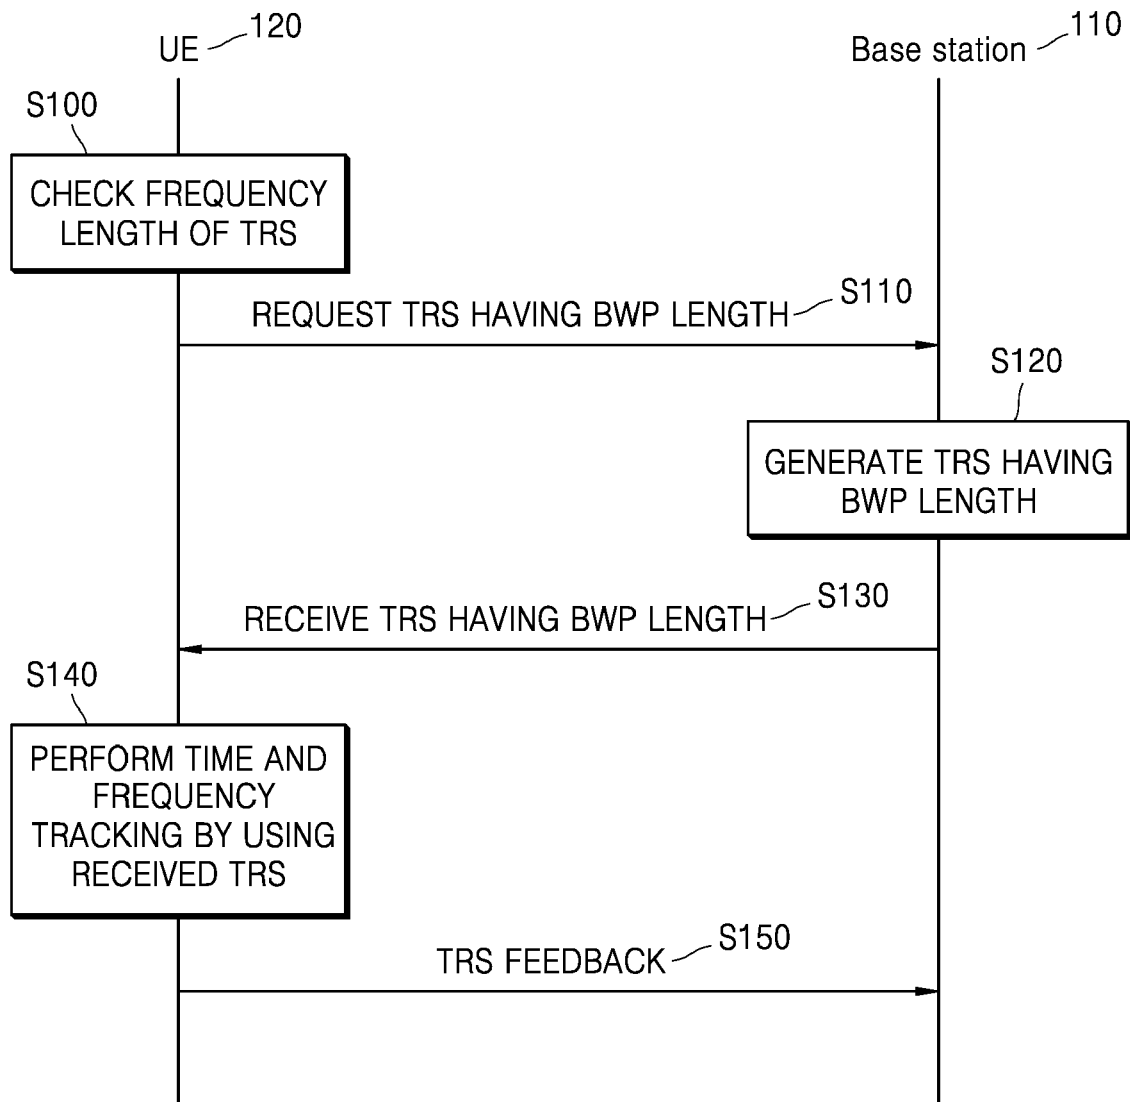 UE 120
Base station 110
S100
CHECK FREQUENCY
LENGTH OF TRS
REQUEST TRS HAVING BWP LENGTH S110
S120
GENERATE TRS HAVING
BWP LENGTH
RECEIVE TRS HAVING BWP LENGTH S130
S140
PERFORM TIME AND
FREQUENCY
TRACKING BY USING
RECEIVED TRS
TRS FEEDBACK S150